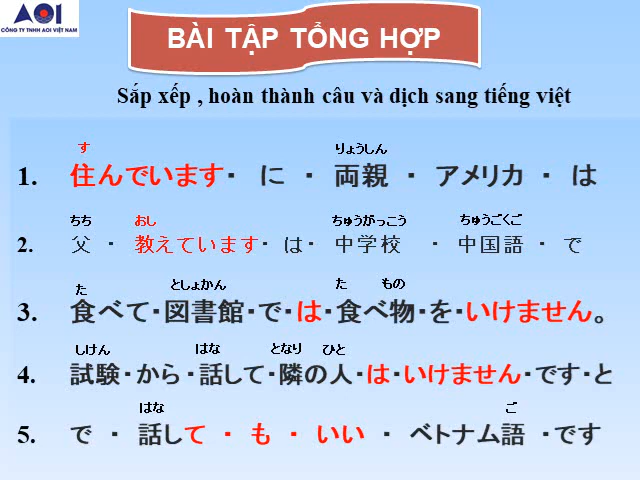 AOI
CÔNG TY TNHH AOI VIỆT NAM
BÀI TẬP TỔNG HỢP
Sắp xếp , hoàn thành câu và dịch sang tiếng việt
す りょうしん
1. 住んでいます・ に ・ 両親 ・ アメリカ ・ は
ちち おし ちゅうがっこう ちゅうごくご
2. 父 ・ 教えています・ は・ 中学校 ・ 中国語 ・ で
た としょかん た もの
3. 食べて・図書館・で・は・食べ物・を・いけません。
しけん はな となり ひと
4. 試験・から・話して・隣の人・は・いけません・です・と
はな ご
5. で ・ 話して ・ も ・ いい ・ ベトナム語 ・です